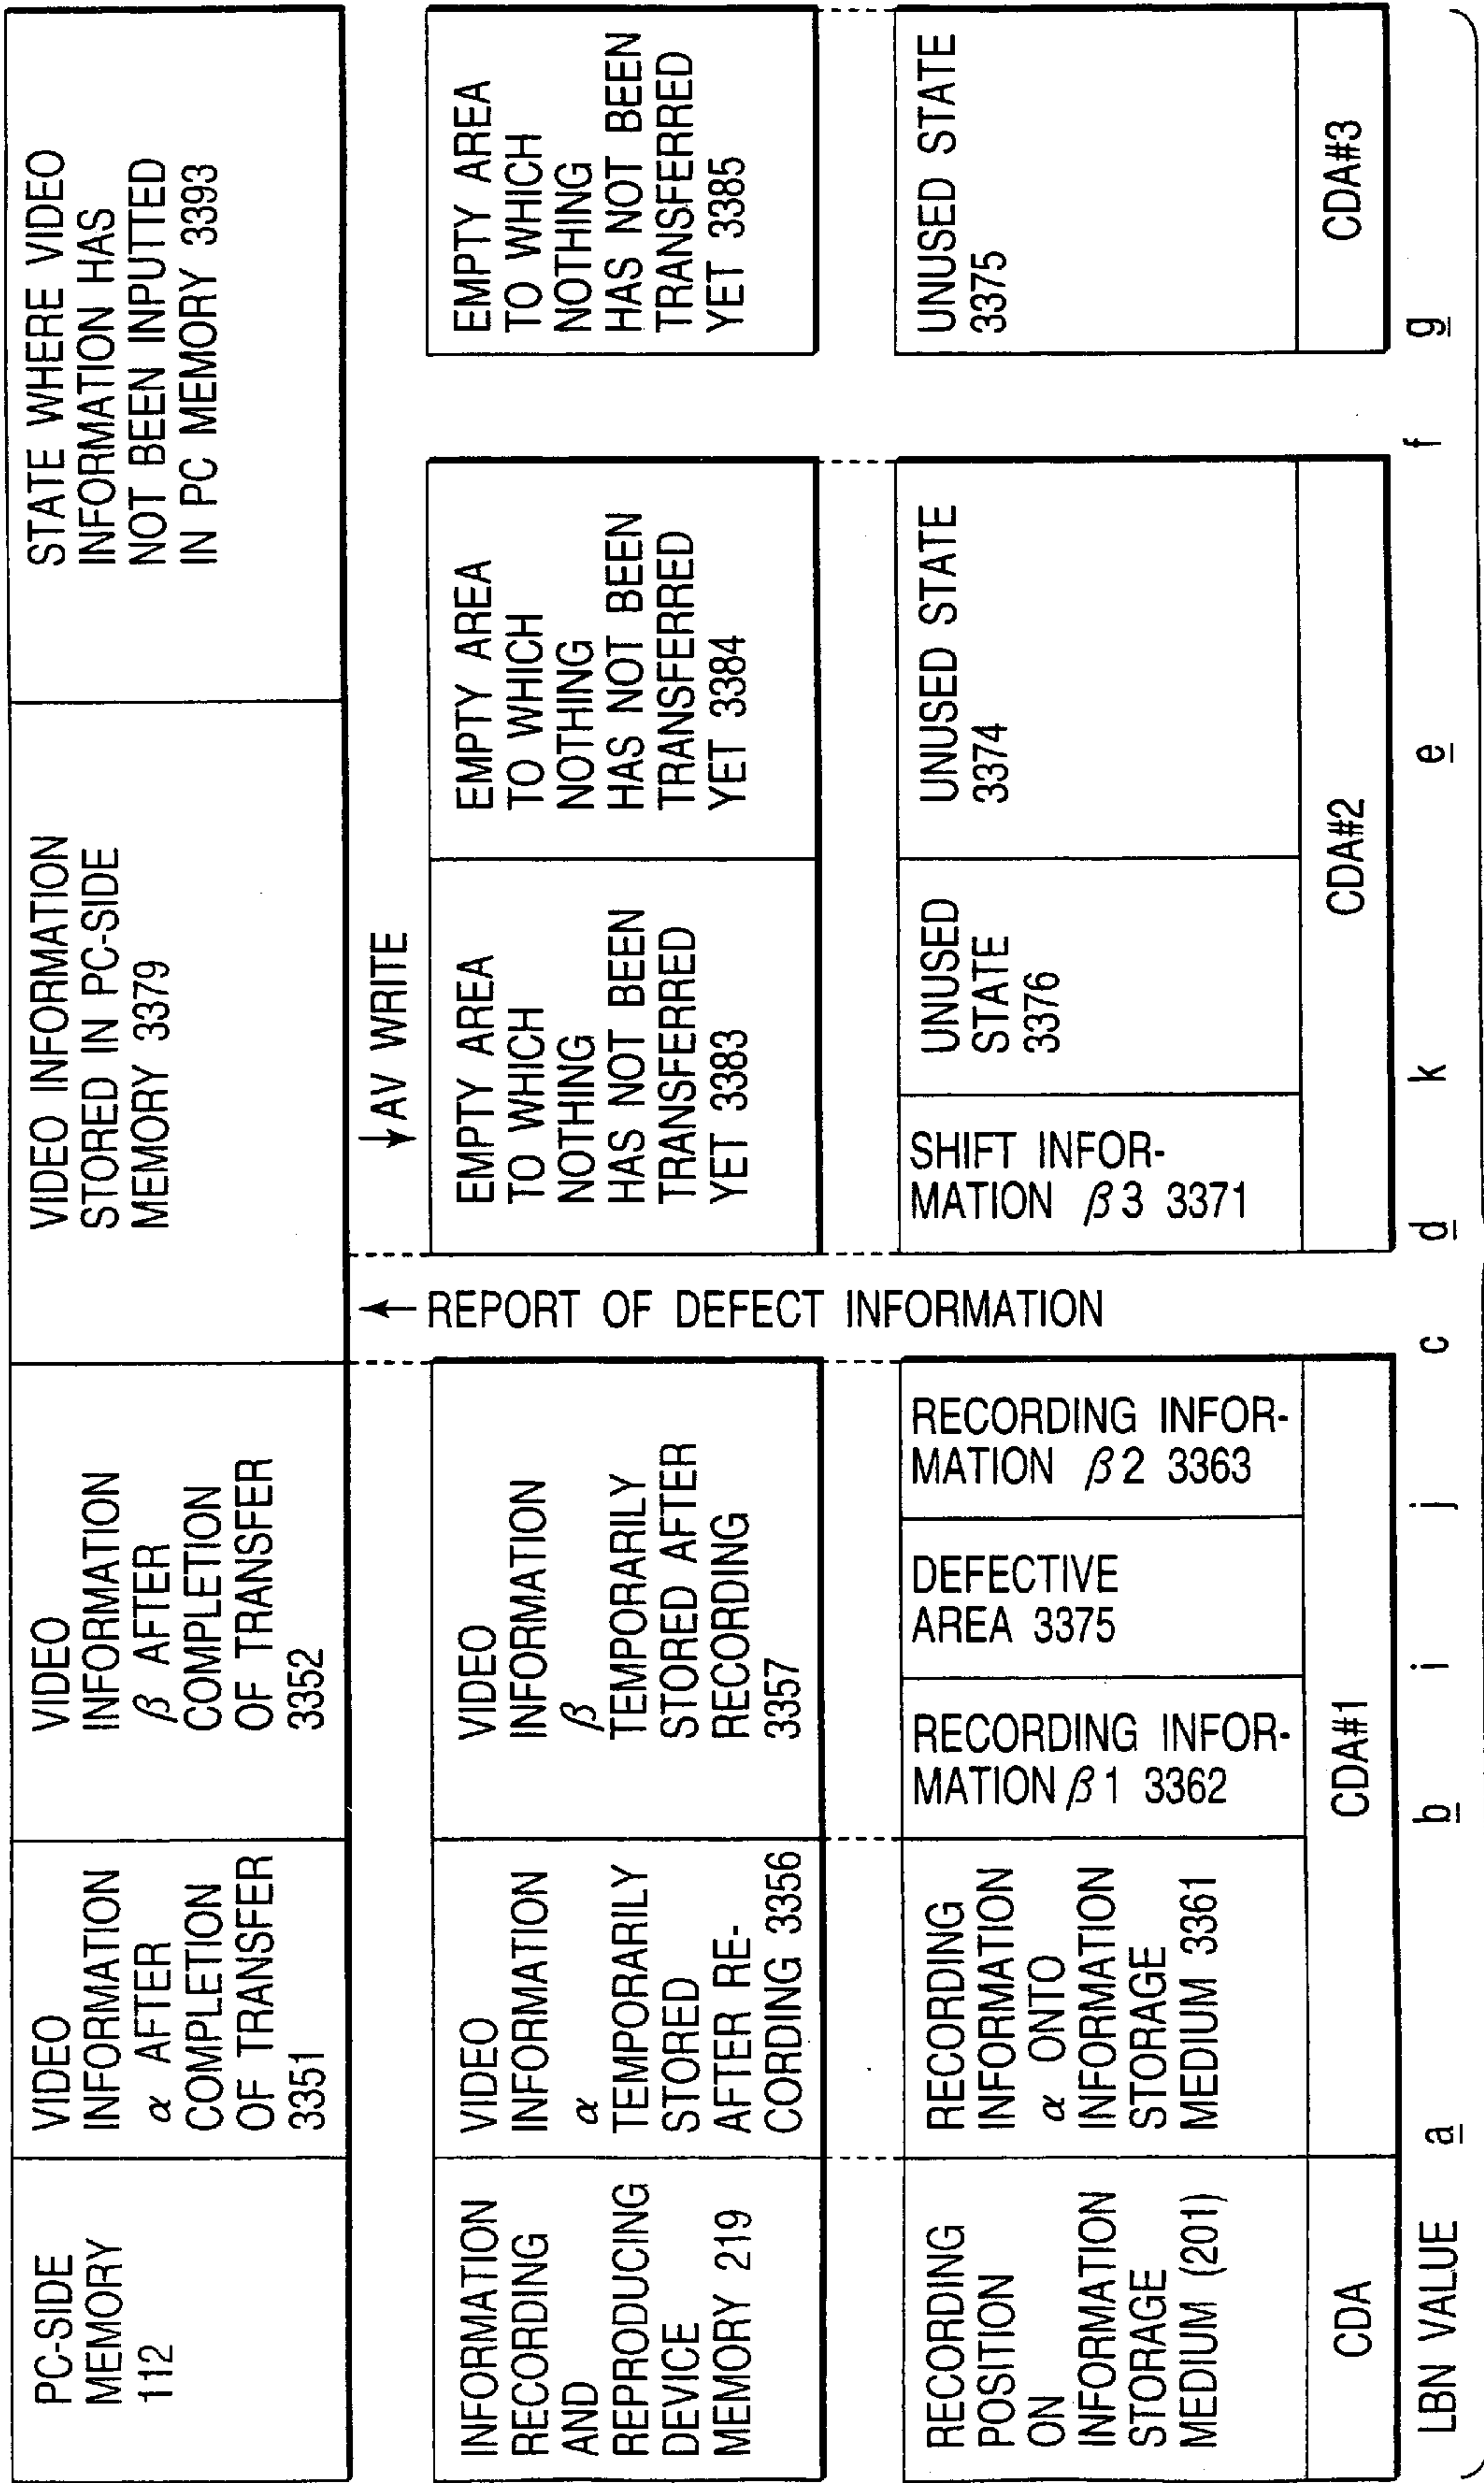 PC-SIDE
MEMORY
112
VIDEO
INFORMATION
α AFTER
COMPLETION
OF TRANSFER
3351
VIDEO
INFORMATION
β AFTER
COMPLETION
OF TRANSFER
3352
VIDEO INFORMATION
STORED IN PC-SIDE
MEMORY 3379
STATE WHERE VIDEO
INFORMATION HAS
NOT BEEN INPUTTED
IN PC MEMORY 3393
←REPORT OF DEFECT INFORMATION
↓AV WRITE
INFORMATION
RECORDING
AND
REPRODUCING
DEVICE
MEMORY 219
VIDEO
INFORMATION
α
TEMPORARILY
STORED
AFTER RE-
CORDING 3356
VIDEO
INFORMATION
β
TEMPORARILY
STORED AFTER
RECORDING
3357
EMPTY AREA
TO WHICH
NOTHING
HAS NOT BEEN
TRANSFERRED
YET 3383
EMPTY AREA
TO WHICH
NOTHING
HAS NOT BEEN
TRANSFERRED
YET 3384
EMPTY AREA
TO WHICH
NOTHING
HAS NOT BEEN
TRANSFERRED
YET 3385
RECORDING
POSITION
ON
INFORMATION
STORAGE
MEDIUM (201)
RECORDING
INFORMATION
α ONTO
INFORMATION
STORAGE
MEDIUM 3361
RECORDING INFOR-
MATION β1 3362
DEFECTIVE
AREA 3375
RECORDING INFOR-
MATION β2 3363
SHIFT INFOR-
MATION β3 3371
UNUSED
STATE
3376
UNUSED STATE
3374
UNUSED STATE
3375
CDA
CDA#1
CDA#2
CDA#3
LBN VALUE a b i j c d k e f g